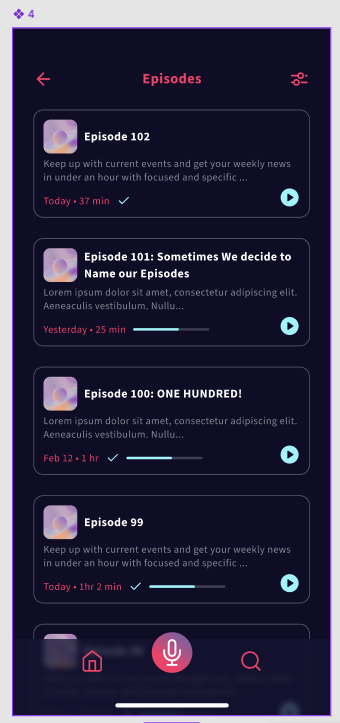 4
Episodes
Episode 102
Keep up with current events and get your weekly news
in under an hour with focused and specific ...
Today • 37 min
Episode 101: Sometimes We decide to
Name our Episodes
Lorem ipsum dolor sit amet, consectetur adipiscing elit.
Aeneaculis vestibulum. Nullu...
Yesterday • 25 min
Episode 100: ONE HUNDRED!
Lorem ipsum dolor sit amet, consectetur adipiscing elit.
Aeneaculis vestibulum. Nullu...
Feb 12 • 1 hr
Episode 99
Keep up with current events and get your weekly news
in under an hour with focused and specific ...
Today • 1hr 2 min